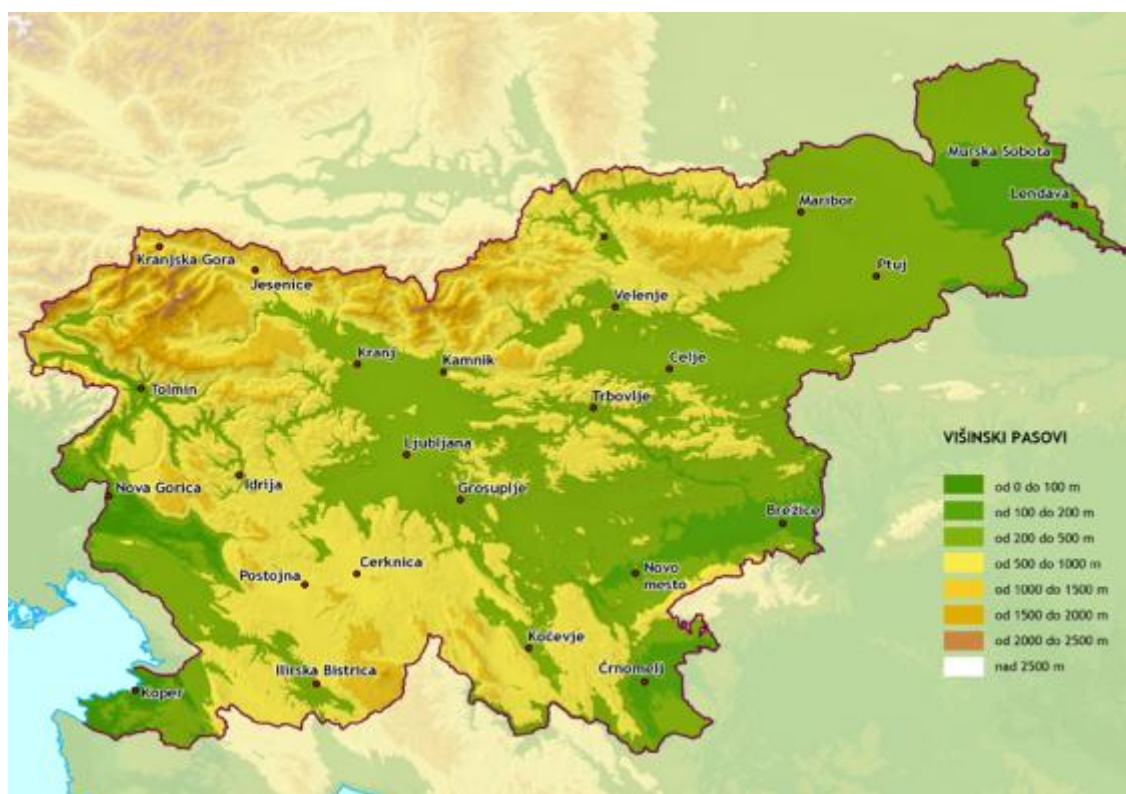 Murska Sobota
Lendava
Maribor
Kranjska Gora
Jesenice
Ptuj
Velenje
Kranj
Kamnik
Celje
Tolmin
Trbovlje
Ljubljana
Nova Gorica
Idrija
Grosuplje
Brežice
Postojna
Cerknica
Novo
mesto
Kočevje
Ilirska Bistrica
Črnomelj
Koper
VIŠINSKI PASOVI
od 0 do 100 m
od 100 do 200 m
od 200 do 500 m
od 500 do 1000 m
od 1000 do 1500 m
od 1500 do 2000 m
od 2000 do 2500 m
nad 2500 m